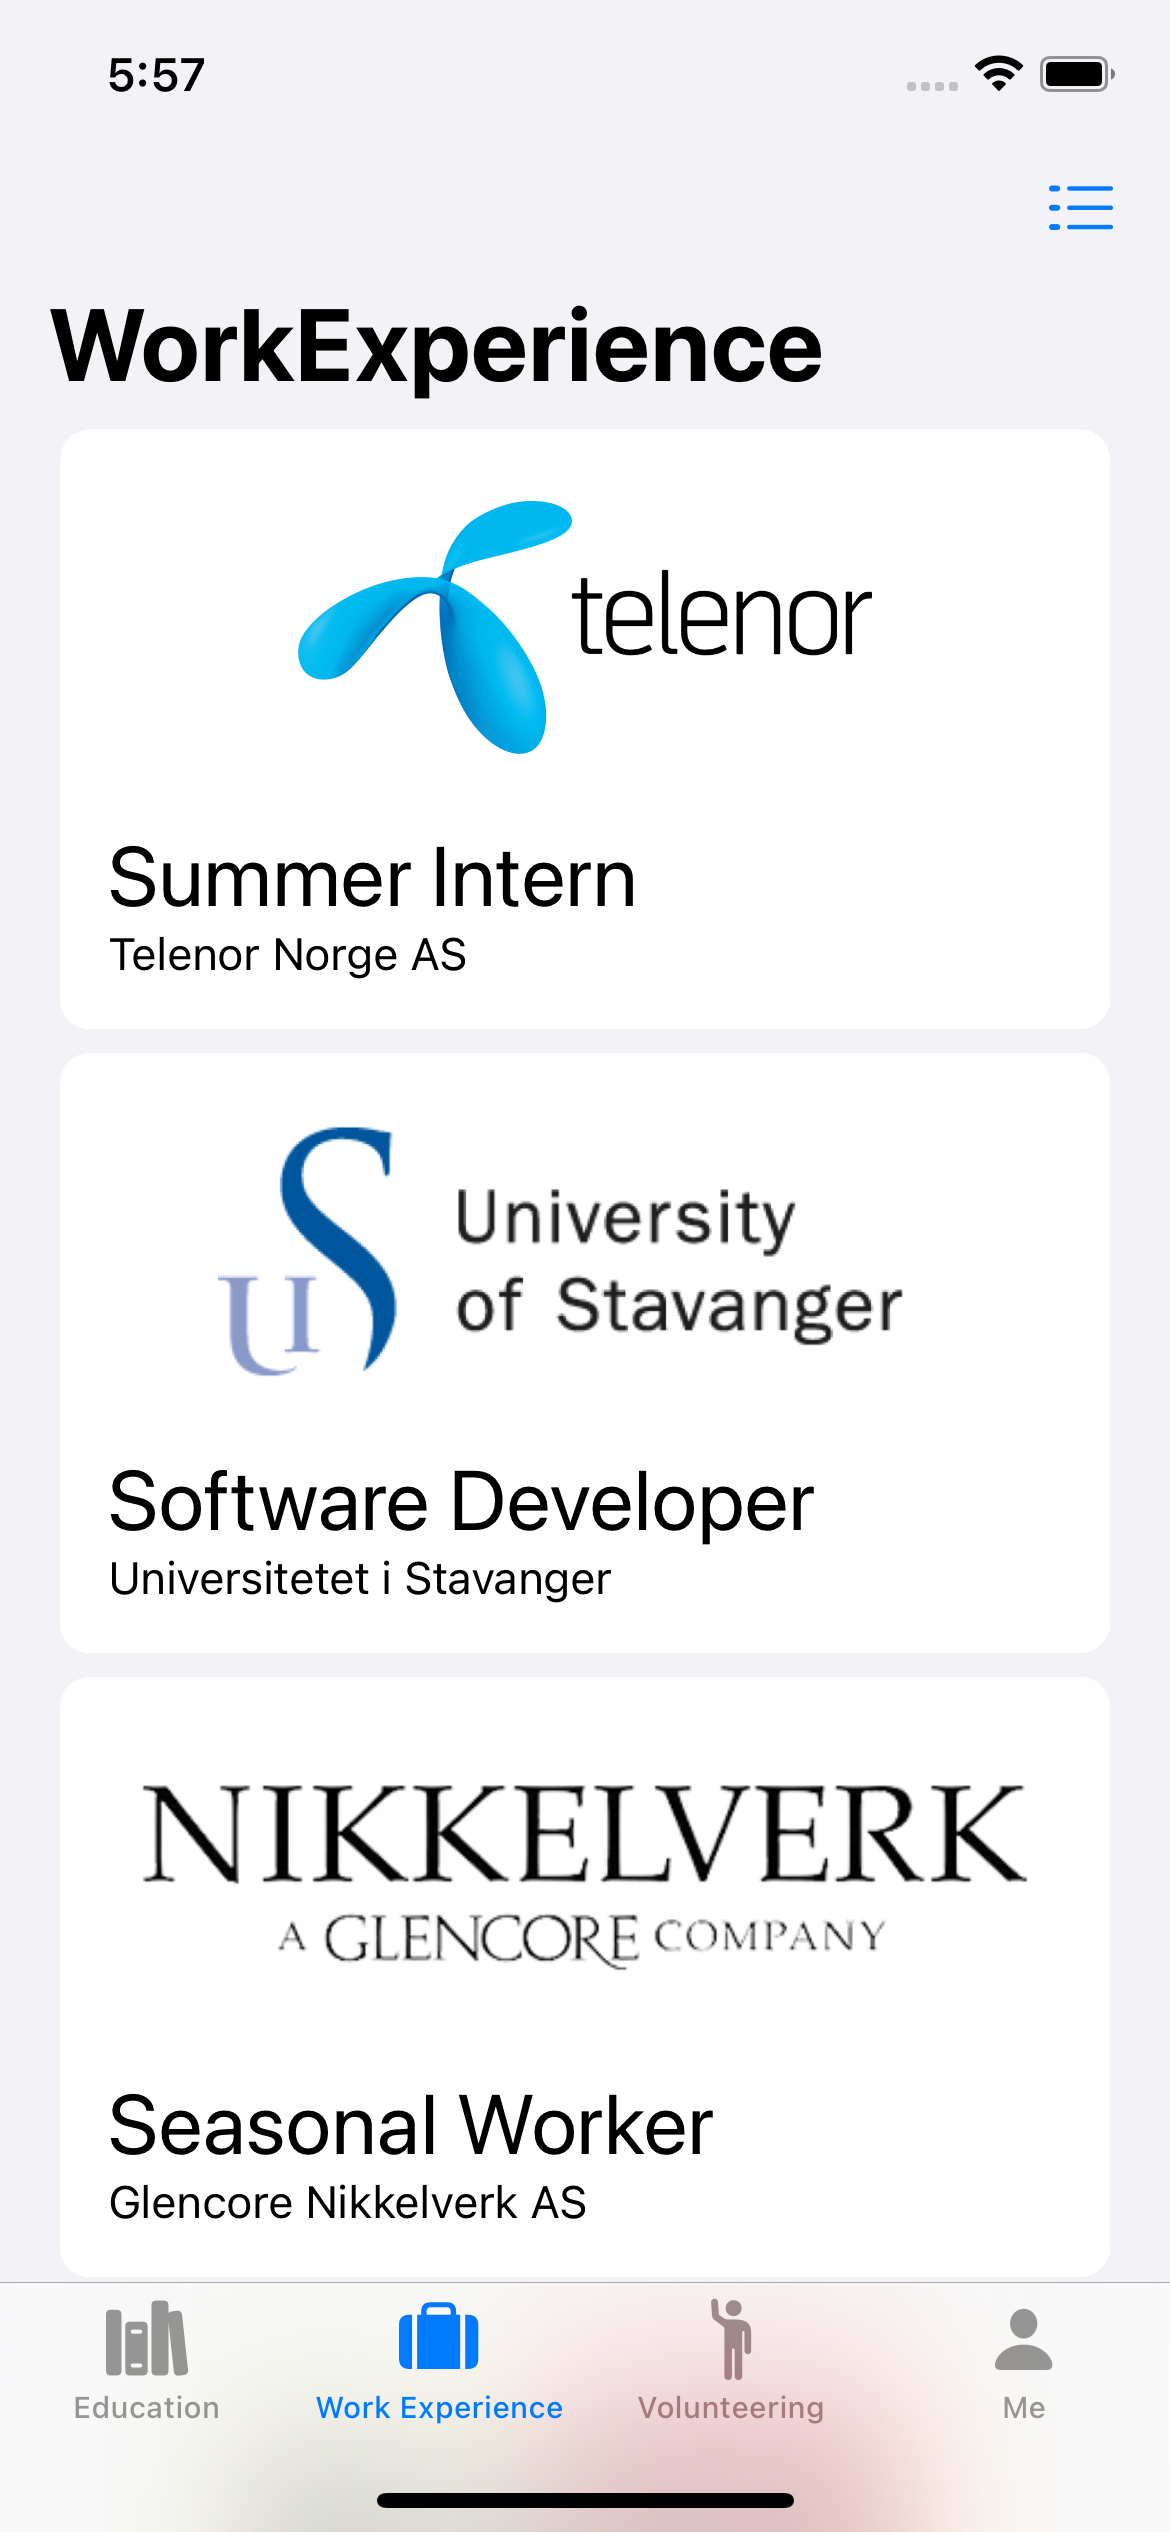 5:57
WorkExperience
telenor
Summer Intern
Telenor Norge AS
uS
University
of Stavanger
Software Developer
Universitetet i Stavanger
NIKKELVERK
A GLENCORE COMPANY
Seasonal Worker
Glencore Nikkelverk AS
Education Work Experience Volunteering Me